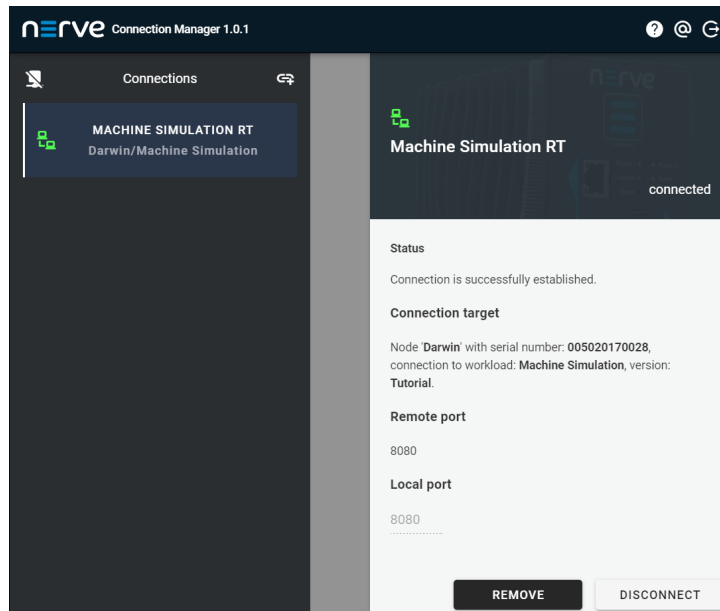 nerve Connection Manager 1.0.1
Connections
MACHINE SIMULATION RT
Darwin/Machine Simulation
nerve
Machine Simulation RT
connected
Status
Connection is successfully established.
Connection target
Node 'Darwin' with serial number: 005020170028,
connection to workload: Machine Simulation, version:
Tutorial.
Remote port
8080
Local port
8080
REMOVE
DISCONNECT